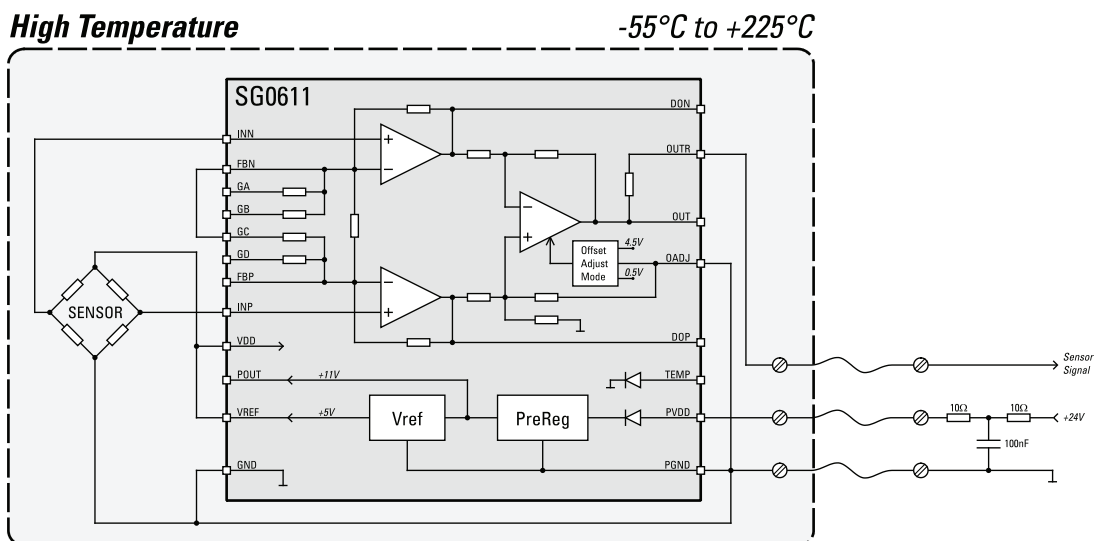 High Temperature
-55°C to +225°C
SG0611
DON
INN
FBN
OUTR
GA
GB
OUT
GC
GD
Offset
Adjust
Mode
4.5V
0.5V
OADJ
FBP
SENSOR
INP
VDD
DOP
POUT
+11V
TEMP
Sensor
Signal
VREF
+5V
Vref
PreReg
PVDD
10Ω
10Ω
+24V
100nF
GND
PGND